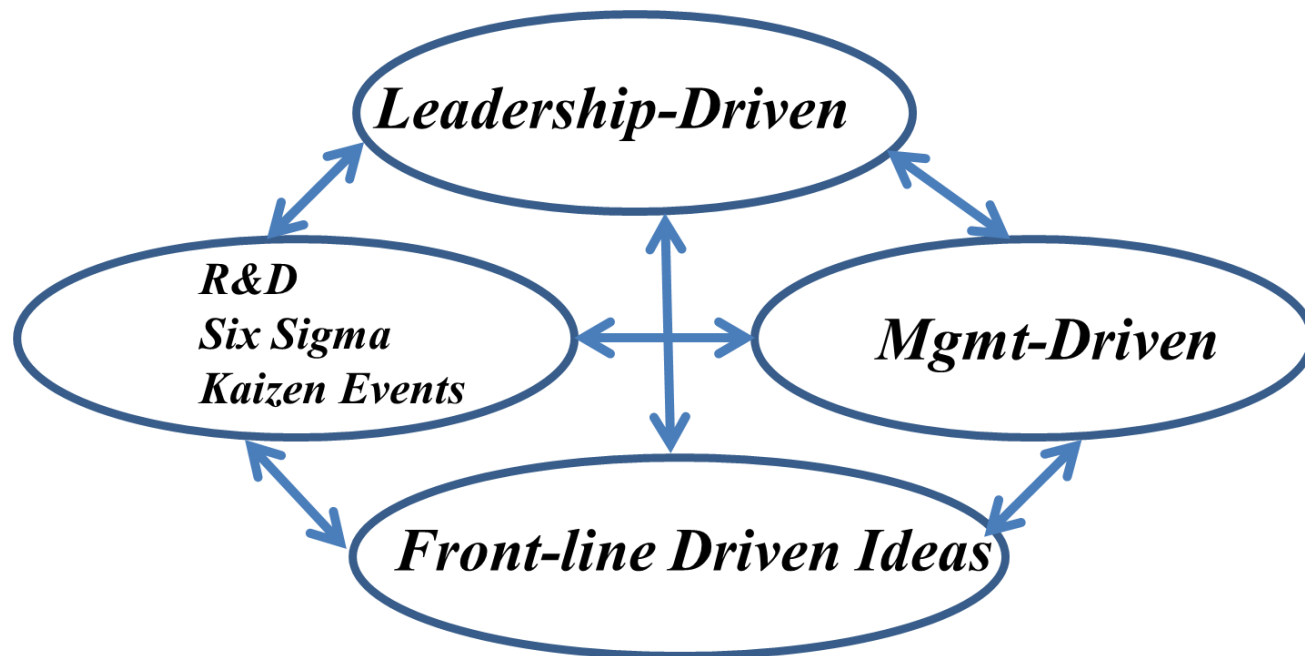 Leadership-Driven
R&D
Six Sigma
Kaizen Events
Mgmt-Driven
Front-line Driven Ideas